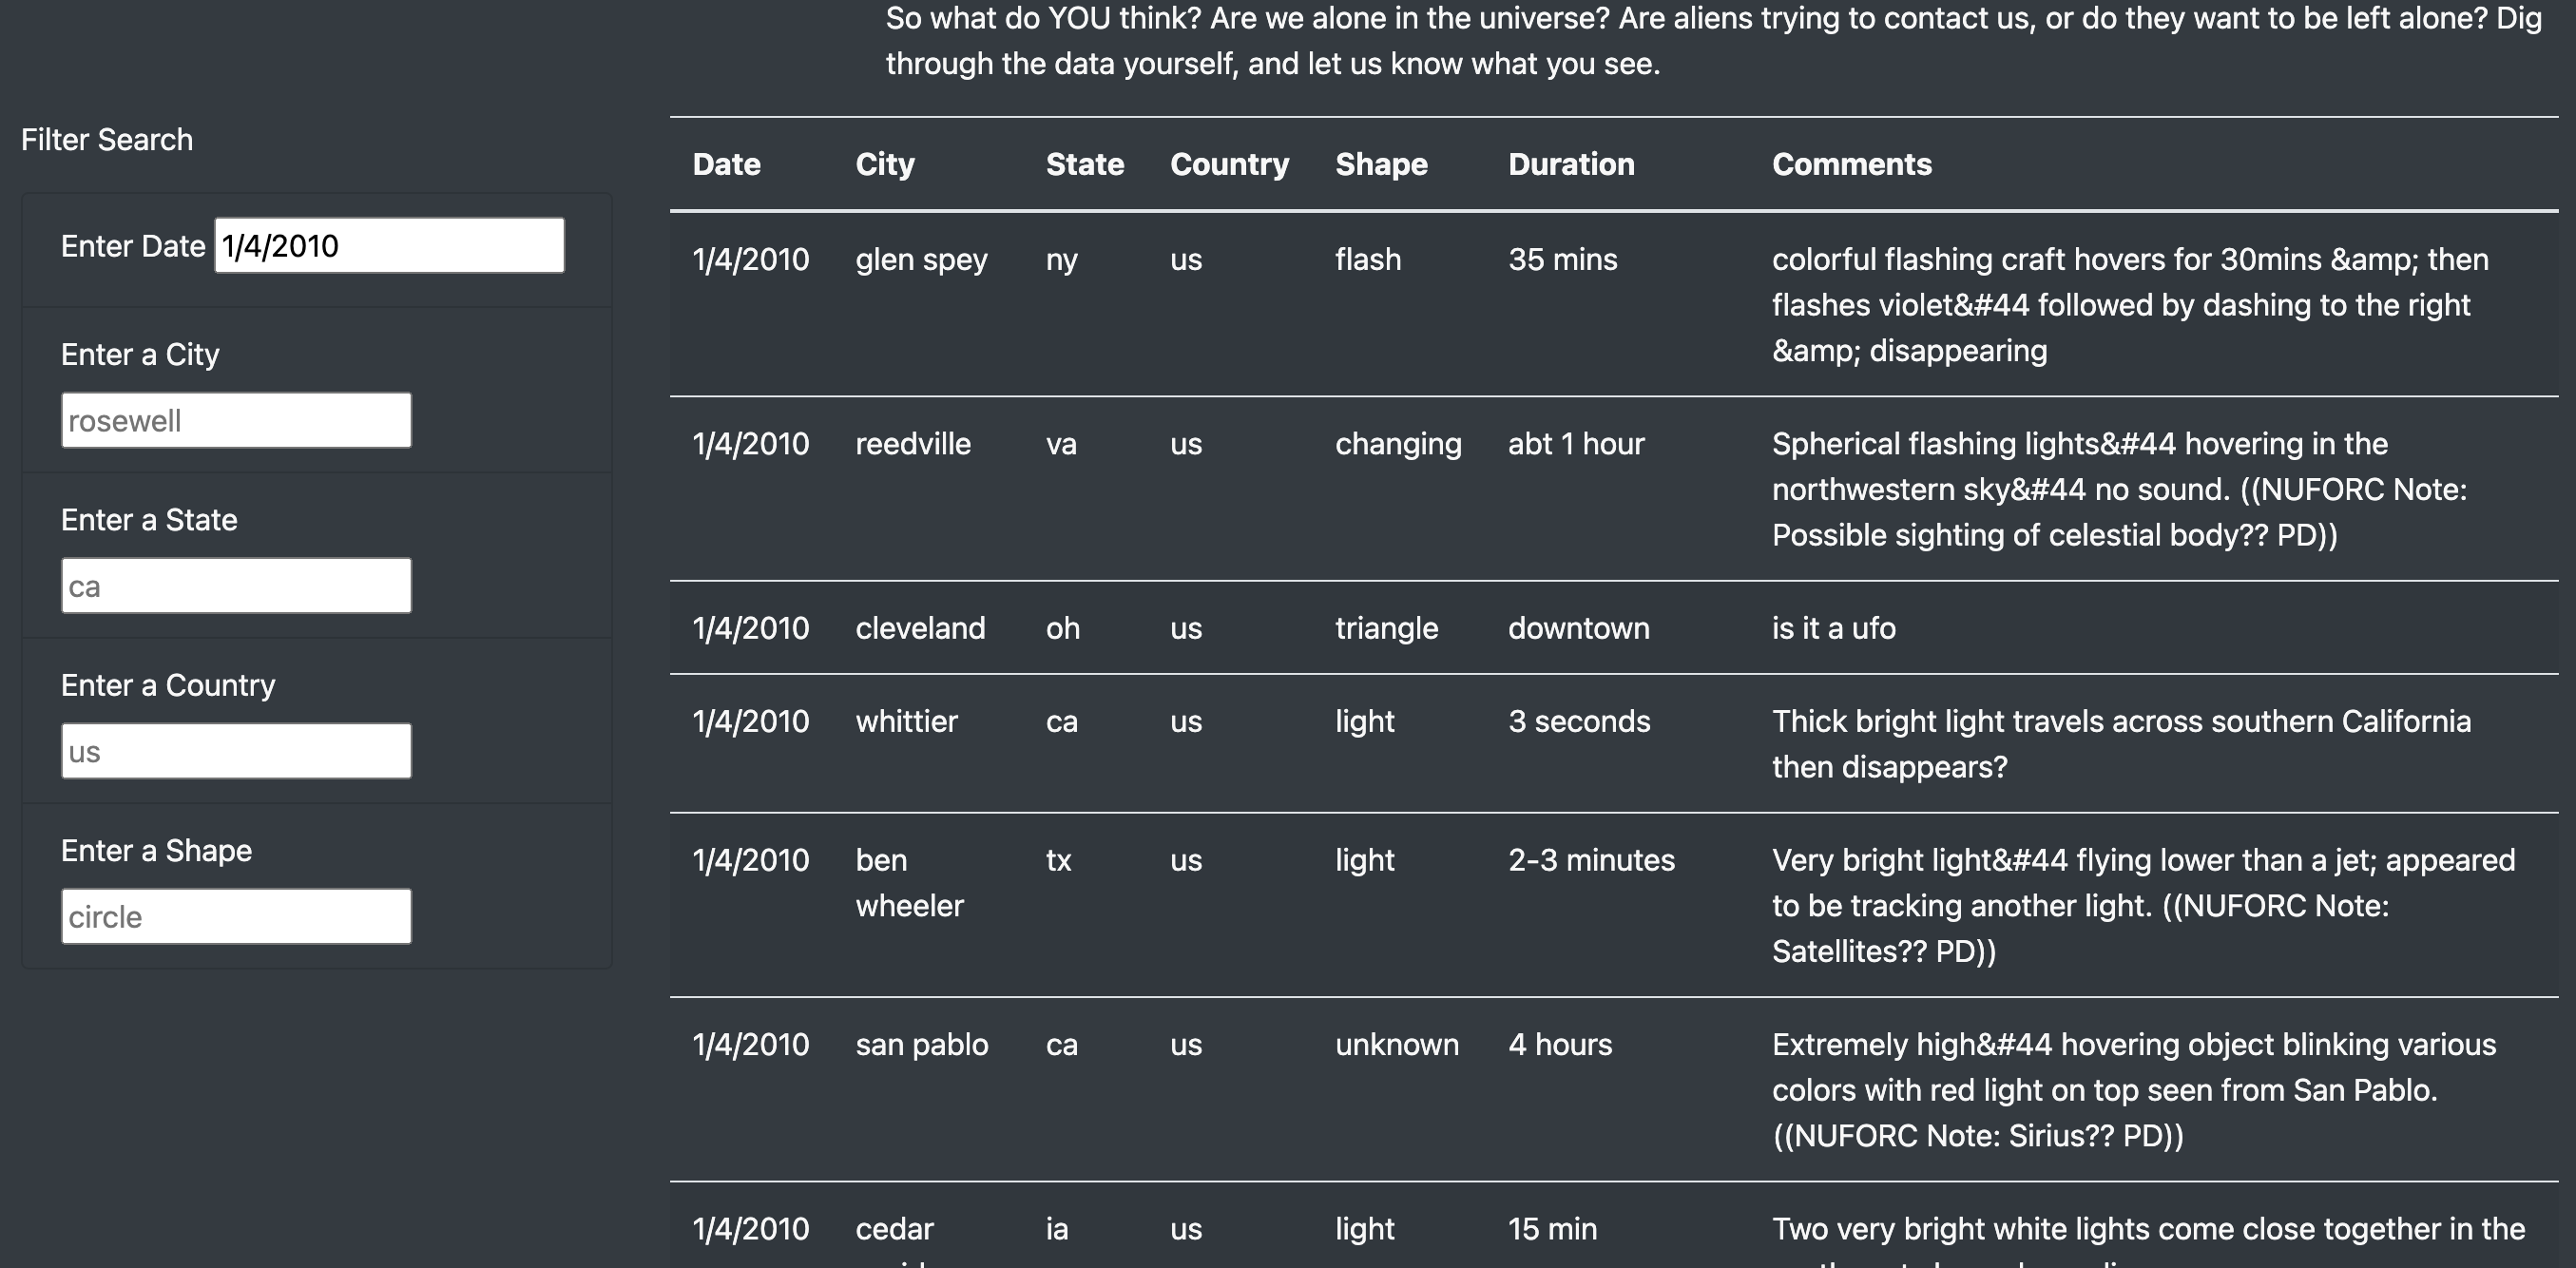 So what do YOU think? Are we alone in the universe? Are aliens trying to contact us, or do they want to be left alone? Dig
through the data yourself, and let us know what you see.
Filter Search
Enter Date 1/4/2010
Enter a City
rosewell
Enter a State
ca
Enter a Country
us
Enter a Shape
circle
Date City State Country Shape Duration Comments
1/4/2010 glen spey ny us flash 35 mins colorful flashing craft hovers for 30mins &amp; then
flashes violet&#44 followed by dashing to the right
&amp; disappearing
1/4/2010 reedville va us changing abt 1 hour Spherical flashing lights&#44 hovering in the
northwestern sky&#44 no sound. ((NUFORC Note:
Possible sighting of celestial body?? PD))
1/4/2010 cleveland oh us triangle downtown is it a ufo
1/4/2010 whittier ca us light 3 seconds Thick bright light travels across southern California
then disappears?
1/4/2010 ben tx us light 2-3 minutes Very bright light&#44 flying lower than a jet; appeared
wheeler to be tracking another light. ((NUFORC Note:
Satellites?? PD))
1/4/2010 san pablo ca us unknown 4 hours Extremely high&#44 hovering object blinking various
colors with red light on top seen from San Pablo.
((NUFORC Note: Sirius?? PD))
1/4/2010 cedar ia us light 15 min Two very bright white lights come close together in the